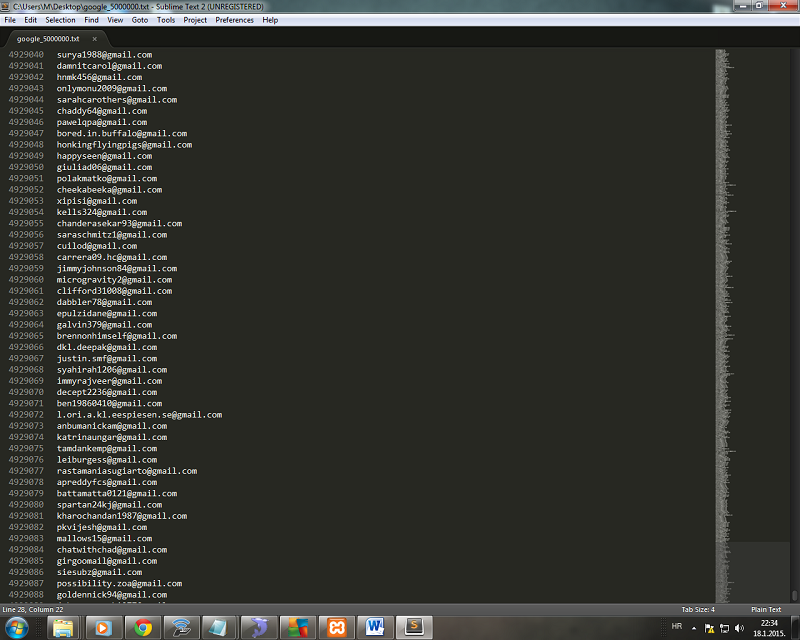 C:\Users\M\Desktop\google_5000000.txt - Sublime Text 2 (UNREGISTERED)
File Edit Selection Find View Goto Tools Project Preferences Help
google_5000000.txt
4929040 surya1988@gmail.com
4929041 damnitcarol@gmail.com
4929042 hnmk456@gmail.com
4929043 onlymonu2009@gmail.com
4929044 sarahcarothers@gmail.com
4929045 chaddy64@gmail.com
4929046 pawelqpa@gmail.com
4929047 bored.in.buffalo@gmail.com
4929048 honkingflyingpigs@gmail.com
4929049 happyseen@gmail.com
4929050 giuliad06@gmail.com
4929051 polakmatko@gmail.com
4929052 cheekabeeka@gmail.com
4929053 xipisi@gmail.com
4929054 kells324@gmail.com
4929055 chanderasekar93@gmail.com
4929056 saraschmitz1@gmail.com
4929057 cuilod@gmail.com
4929058 carrera09.hc@gmail.com
4929059 jimmyjohnson84@gmail.com
4929060 microgravity2@gmail.com
4929061 clifford31008@gmail.com
4929062 dabbler78@gmail.com
4929063 epulzidane@gmail.com
4929064 galvin379@gmail.com
4929065 brennonhimself@gmail.com
4929066 dkl.deepak@gmail.com
4929067 justin.smf@gmail.com
4929068 syahirah1206@gmail.com
4929069 immyrajveer@gmail.com
4929070 decept2236@gmail.com
4929071 ben19860410@gmail.com
4929072 l.ori.a.kl.eespiesen.se@gmail.com
4929073 anbumanickam@gmail.com
4929074 katrinaungar@gmail.com
4929075 tamdankemp@gmail.com
4929076 leiburgess@gmail.com
4929077 rastamaniasugiarto@gmail.com
4929078 apreddyfcs@gmail.com
4929079 battamatta0121@gmail.com
4929080 spartan24kj@gmail.com
4929081 kharochandan1987@gmail.com
4929082 pkvijesh@gmail.com
4929083 mallows15@gmail.com
4929084 chatwithchad@gmail.com
4929085 girgoomail@gmail.com
4929086 siesubz@gmail.com
4929087 possibility.zoa@gmail.com
4929088 goldennick94@gmail.com
Line 28, Column 22 Tab Size: 4 Plain Text
HR 22:34
18.1.2015.